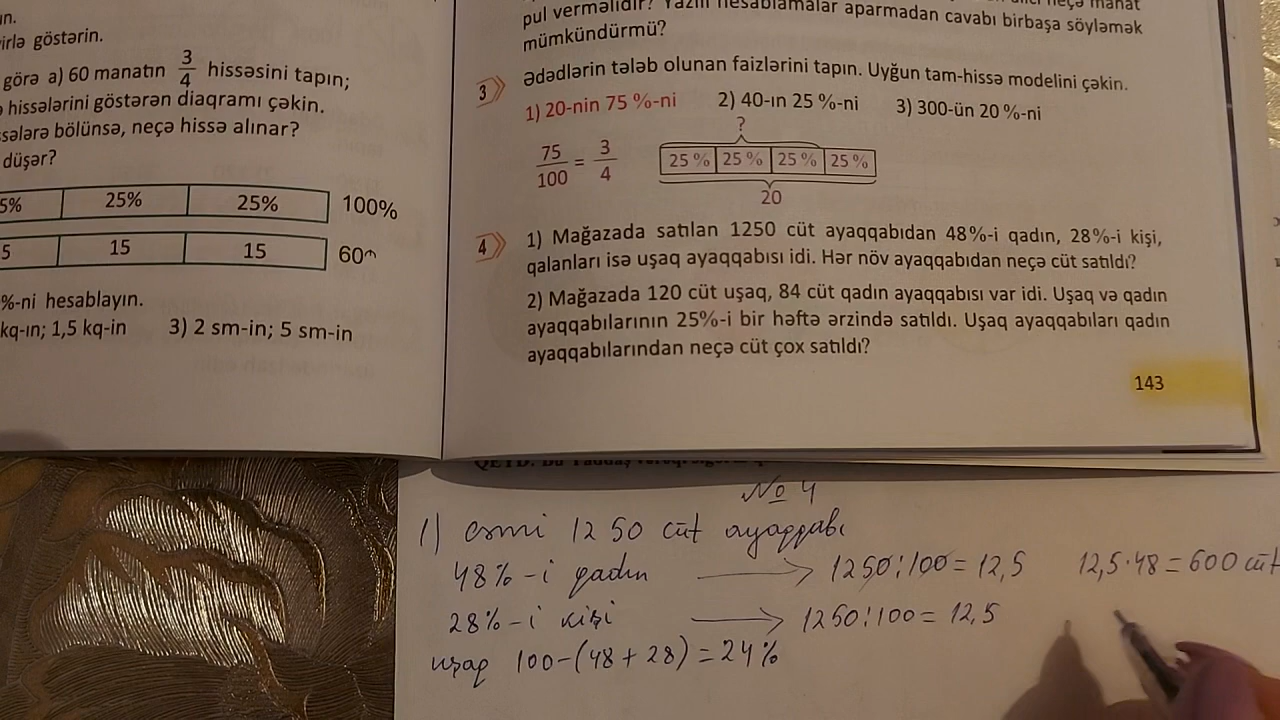 ün.
irlə göstərin.
görə a) 60 manatın 3/4 hissəsini tapın;
hissələrini göstərən diaqramı çəkin.
ssələrə bölünsə, neçə hissə alınar?
düşər?
5% 25% 25% 100%
5 15 15 60₼
%-ni hesablayın.
kq-ın; 1,5 kq-in 3) 2 sm-in; 5 sm-in
pul verməlidir? Yazılı hesablamalar aparmadan cavabı birbaşa söyləmək
mümkündürmü?
3 Ədədlərin tələb olunan faizlərini tapın. Uyğun tam-hissə modelini çəkin.
1) 20-nin 75 %-ni 2) 40-ın 25 %-ni 3) 300-ün 20 %-ni
?
75/100 = 3/4 25 % 25 % 25 % 25 %
20
4 1) Mağazada satılan 1250 cüt ayaqqabıdan 48%-i qadın, 28%-i kişi,
qalanları isə uşaq ayaqqabısı idi. Hər növ ayaqqabıdan neçə cüt satıldı?
2) Mağazada 120 cüt uşaq, 84 cüt qadın ayaqqabısı var idi. Uşaq və qadın
ayaqqabılarının 25%-i bir həftə ərzində satıldı. Uşaq ayaqqabıları qadın
ayaqqabılarından neçə cüt çox satıldı?
143
№ 4
1) cəmi 1250 cüt ayaqqabı
48%-i qadın → 1250:100=12,5 12,5·48=600 cüt
28%-i kişi → 1250:100=12,5
uşaq 100-(48+28)=24%